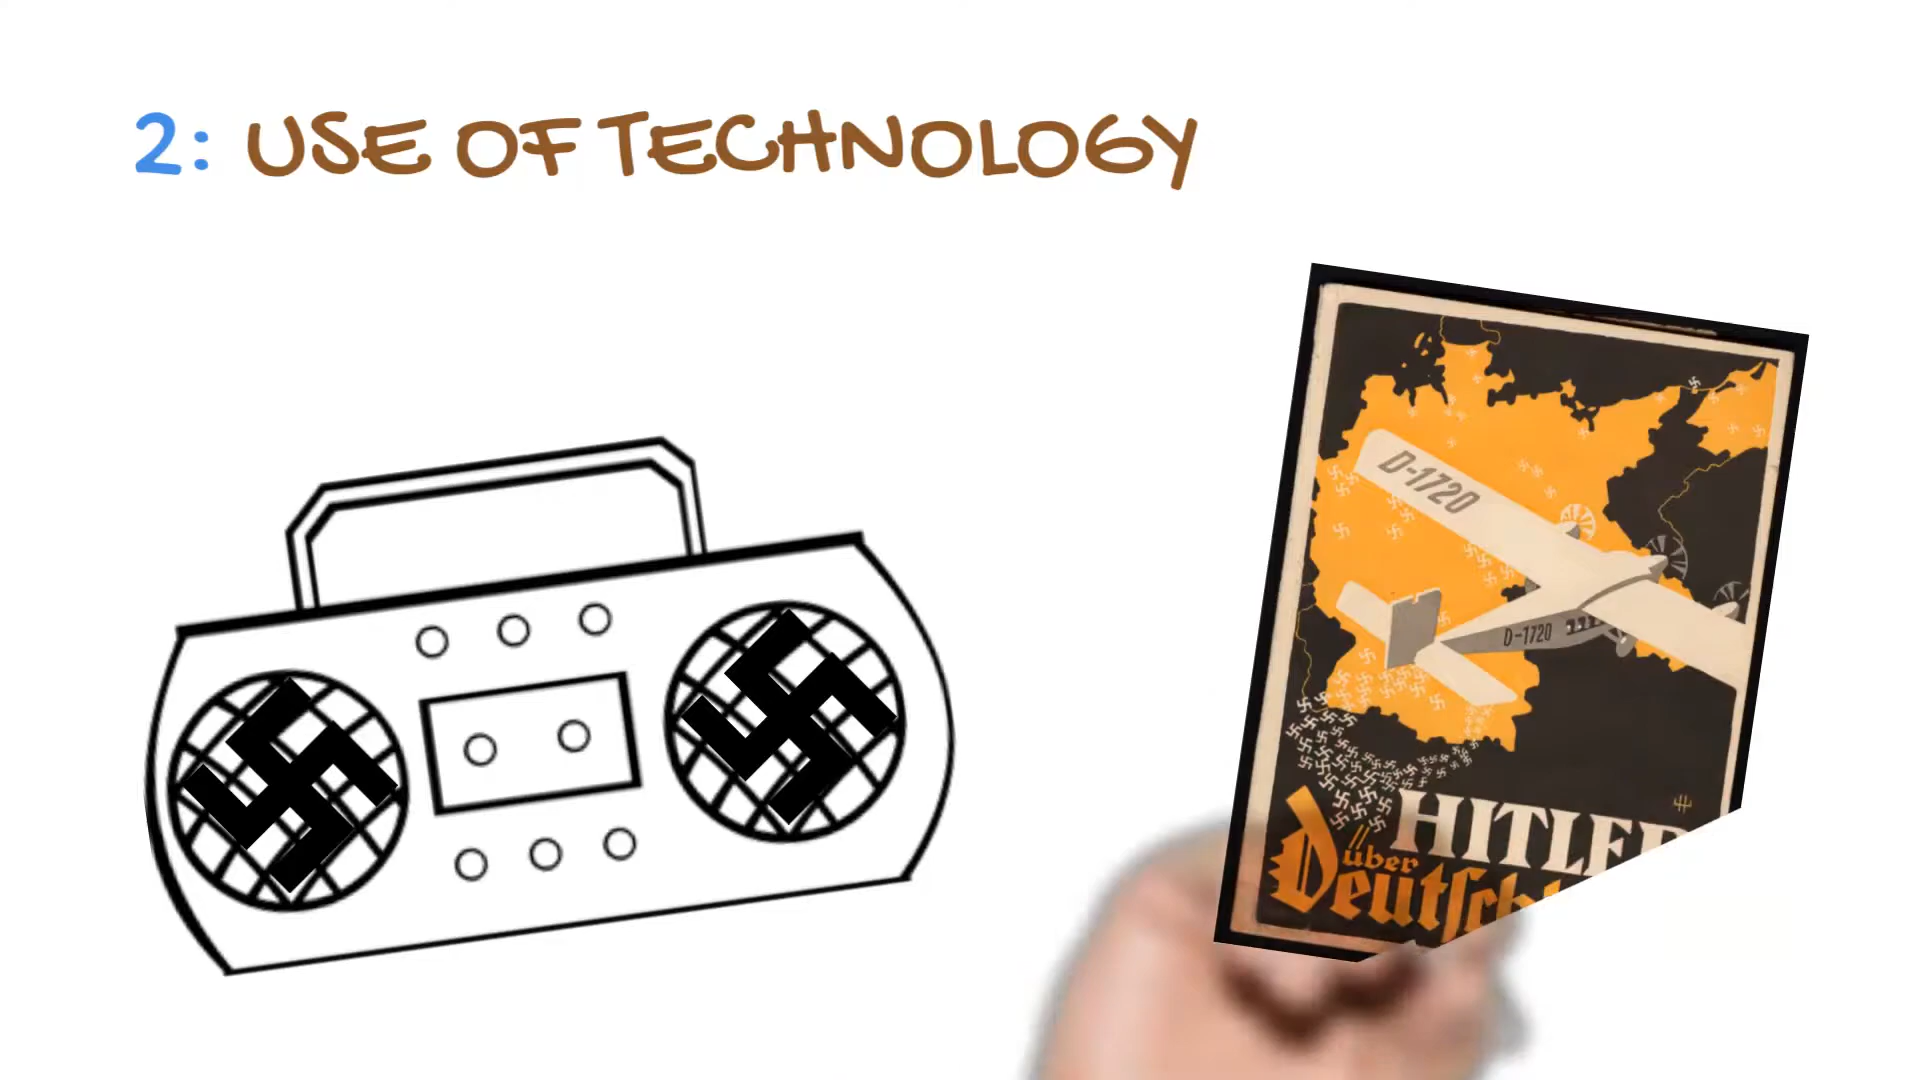 2: USE OF TECHNOLOGY
D-1720
D-1720
HITLER
über